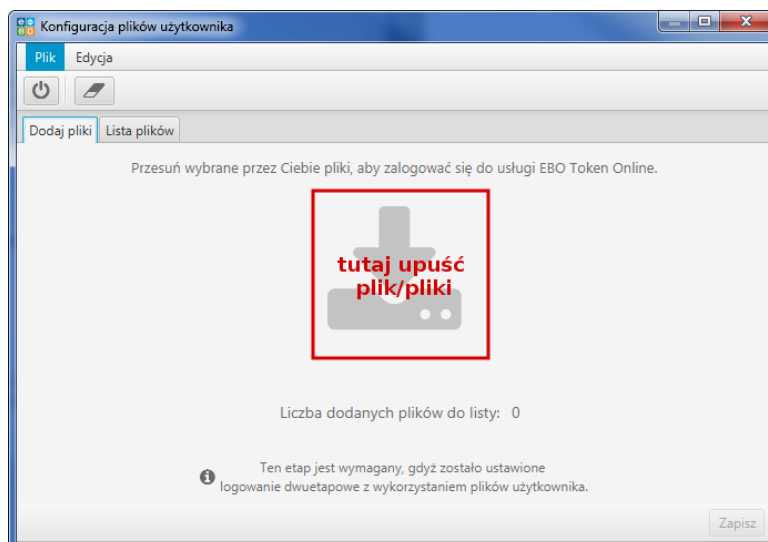 Konfiguracja plików użytkownika
Plik Edycja
Dodaj pliki Lista plików
Przesuń wybrane przez Ciebie pliki, aby zalogować się do usługi EBO Token Online.
tutaj upuść
plik/pliki
Liczba dodanych plików do listy: 0
Ten etap jest wymagany, gdyż zostało ustawione
logowanie dwuetapowe z wykorzystaniem plików użytkownika.
Zapisz